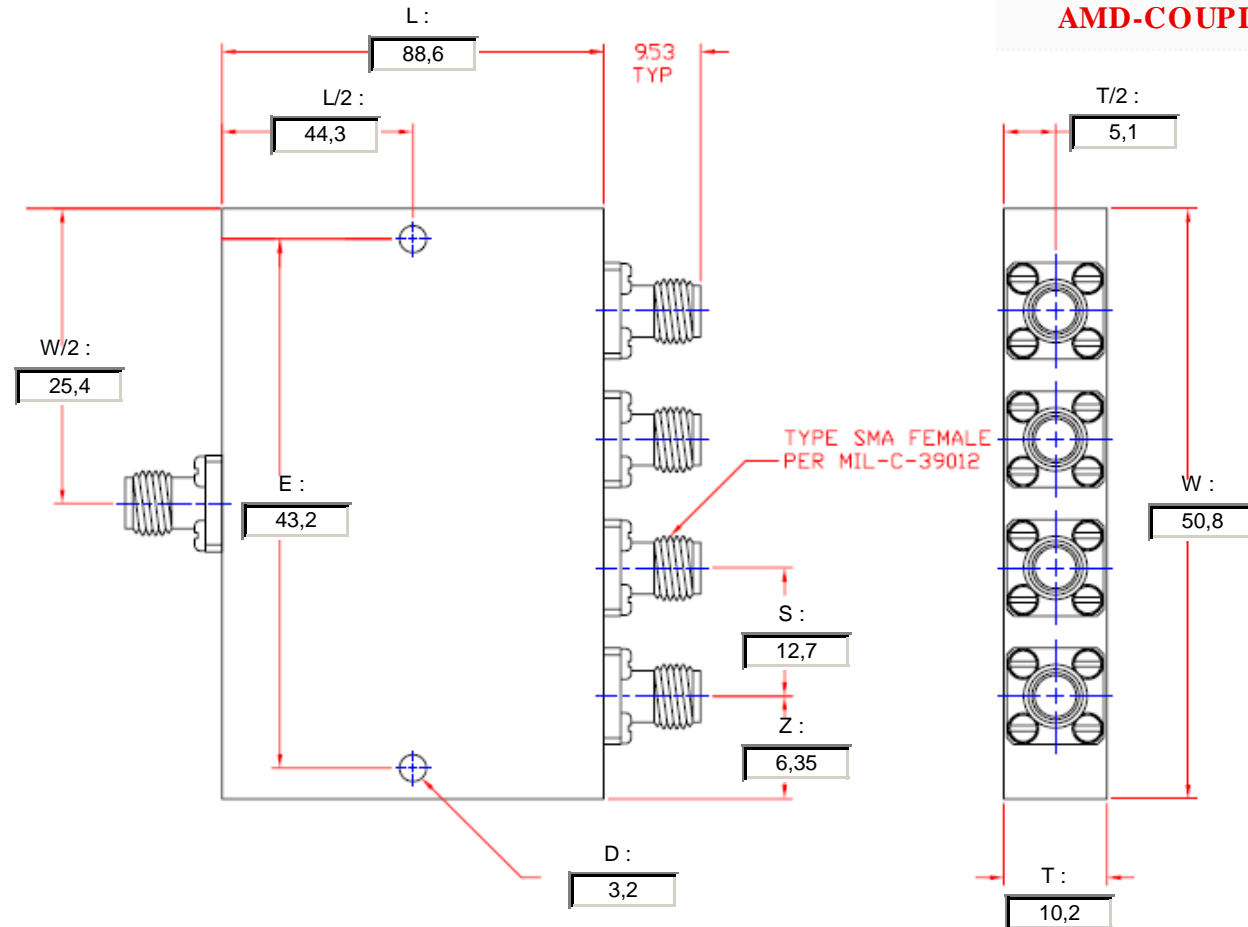 AMD-COUPL
L :
88,6
9.53
TYP
L/2 :
44,3
T/2 :
5,1
W/2 :
25,4
TYPE SMA FEMALE
PER MIL-C-39012
E :
43,2
W :
50,8
S :
12,7
Z :
6,35
D :
3,2
T :
10,2